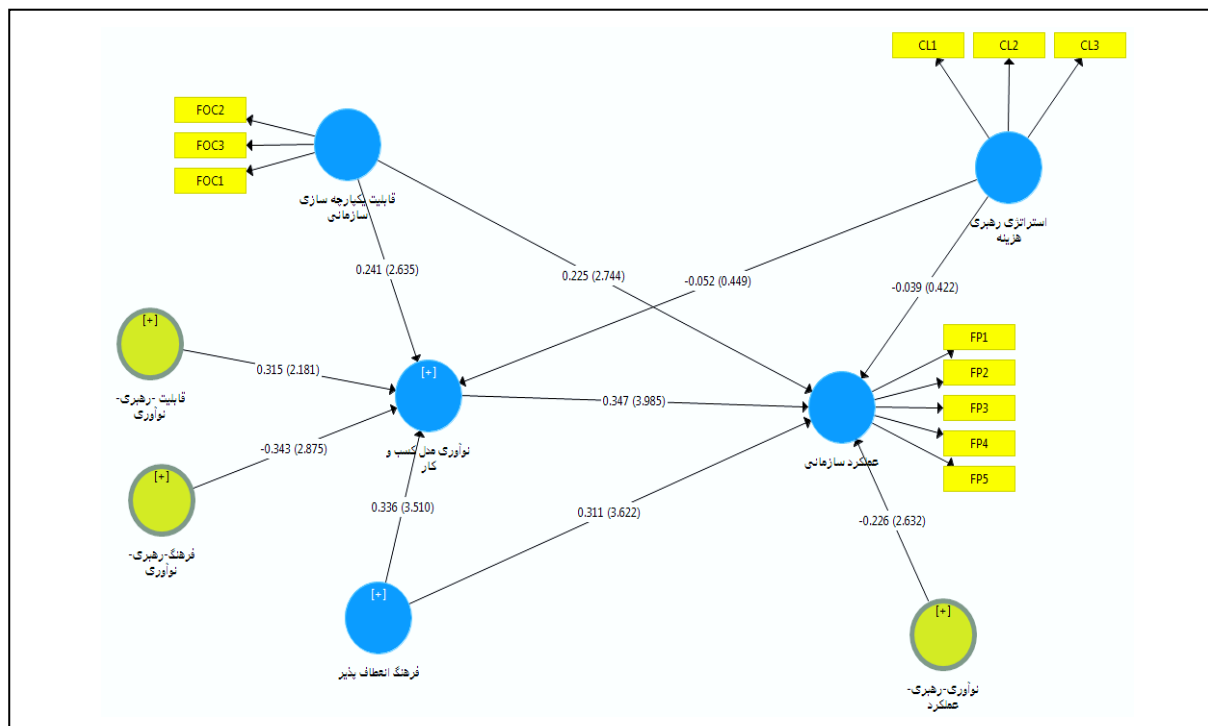 CL1
CL2
CL3
FOC2
FOC3
FOC1
قابلیت یکپارچه سازی
سازمانی
استراتژی رهبری
هزینه
0.241 (2.635)
0.225 (2.744)
-0.052 (0.449)
-0.039 (0.422)
[+]
0.315 (2.181)
قابلیت -رهبری-
نوآوری
[+]
0.347 (3.985)
نوآوری مدل کسب و
کار
FP1
FP2
FP3
FP4
FP5
عملکرد سازمانی
[+]
-0.343 (2.875)
فرهنگ-رهبری-
نوآوری
0.336 (3.510)
0.311 (3.622)
-0.226 (2.632)
[+]
فرهنگ انعطاف پذیر
[+]
نوآوری-رهبری-
عملکرد